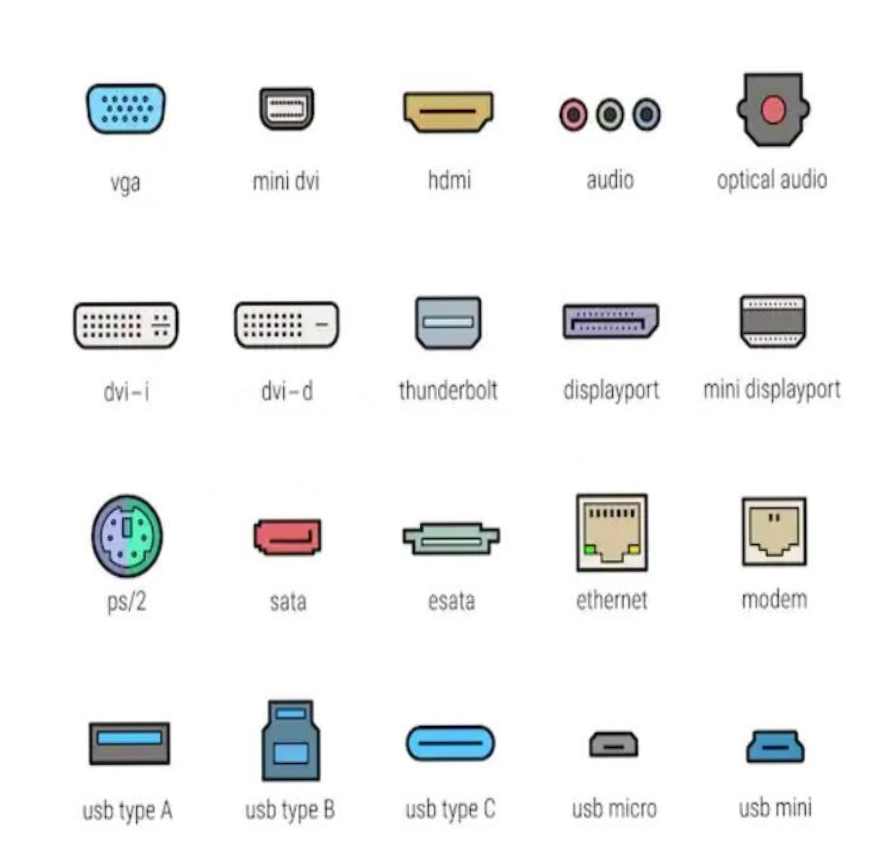 vga
mini dvi
hdmi
audio
optical audio
dvi-i
dvi-d
thunderbolt
displayport
mini displayport
ps/2
sata
esata
ethernet
modem
usb type A
usb type B
usb type C
usb micro
usb mini